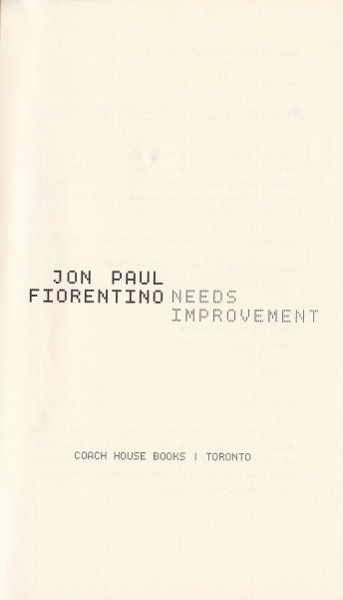 JON PAUL
FIORENTINO NEEDS
IMPROVEMENT
COACH HOUSE BOOKS | TORONTO